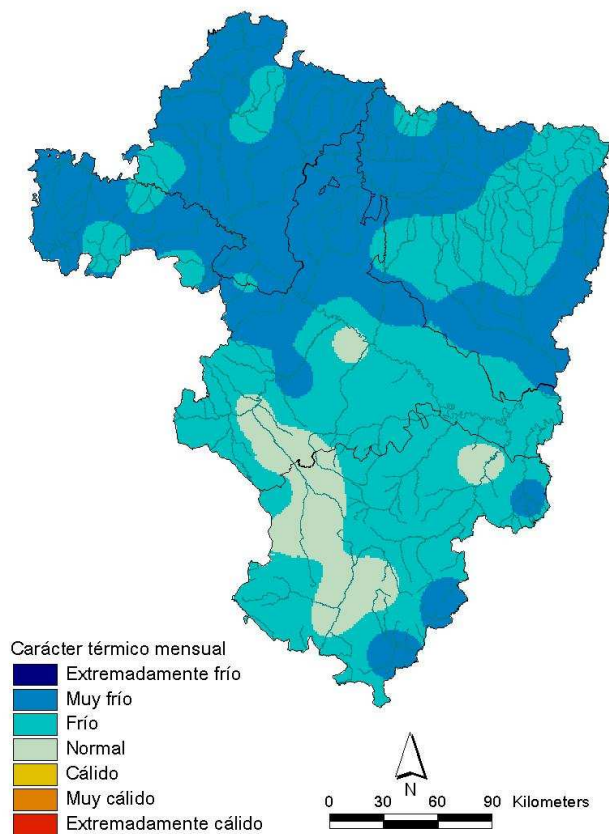 Carácter térmico mensual
Extremadamente frío
Muy frío
Frío
Normal
Cálido
Muy cálido
Extremadamente cálido
N
0 30 60 90 Kilometers